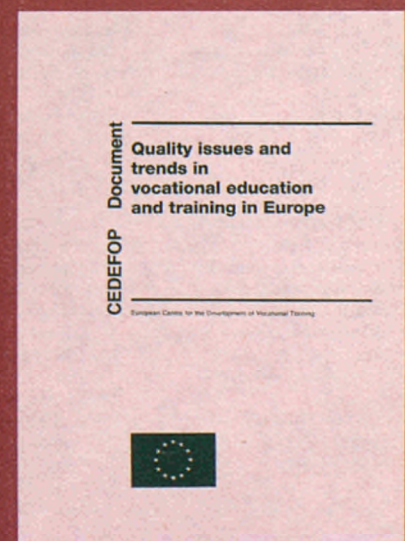 CEDEFOP Document
Quality issues and
trends in
vocational education
and training in Europe
European Centre for the Development of Vocational Training